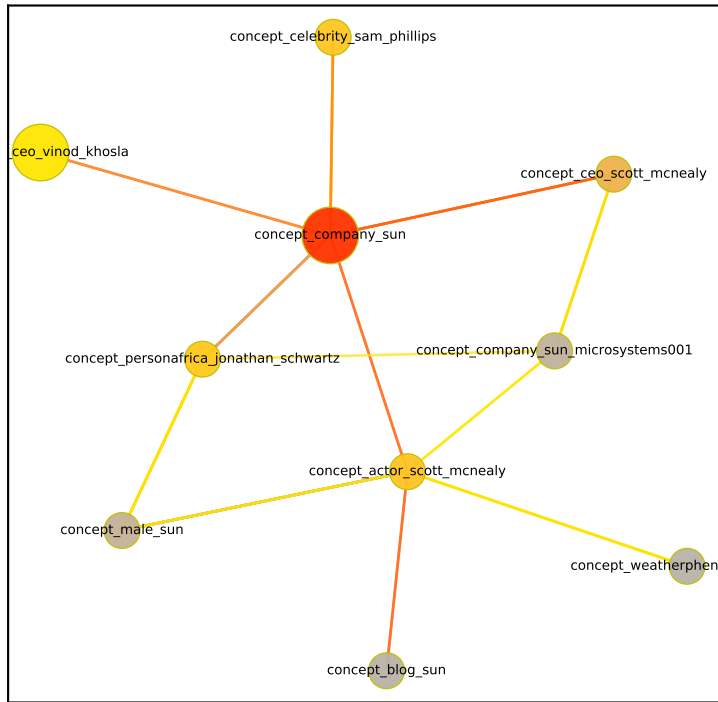 concept_celebrity_sam_phillips
_ceo_vinod_khosla
concept_ceo_scott_mcnealy
concept_company_sun
concept_company_sun_microsystems001
concept_personafrica_jonathan_schwartz
concept_actor_scott_mcnealy
concept_male_sun
concept_weatherphen
concept_blog_sun